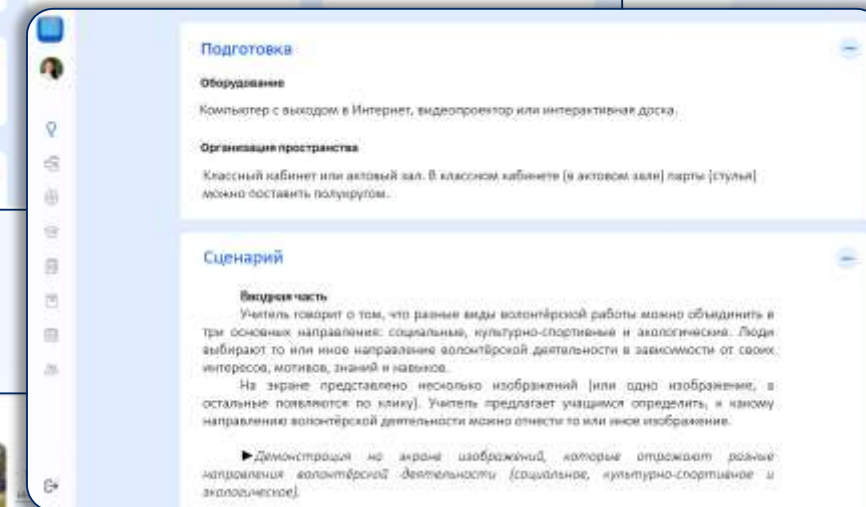 Подготовка
Оборудование
Компьютер с выходом в Интернет, видеопроектор или интерактивная доска.
Организация пространства
Классный кабинет или актовый зал. В классном кабинете (в актовом зале) парты (стулья)
можно поставить полукругом.
Сценарий
Вводная часть
Учитель говорит о том, что разные виды волонтёрской работы можно объединить в
три основных направления: социальные, культурно-спортивные и экологические. Люди
выбирают то или иное направление волонтёрской деятельности в зависимости от своих
интересов, мотивов, знаний и навыков.
На экране представлено несколько изображений (или одно изображение, а
остальные появляются по клику). Учитель предлагает учащимся определить, к какому
направлению волонтёрской деятельности можно отнести то или иное изображение.
►Демонстрация на экране изображений, которые отражают разные
направления волонтёрской деятельности (социальное, культурно-спортивное и
экологическое).